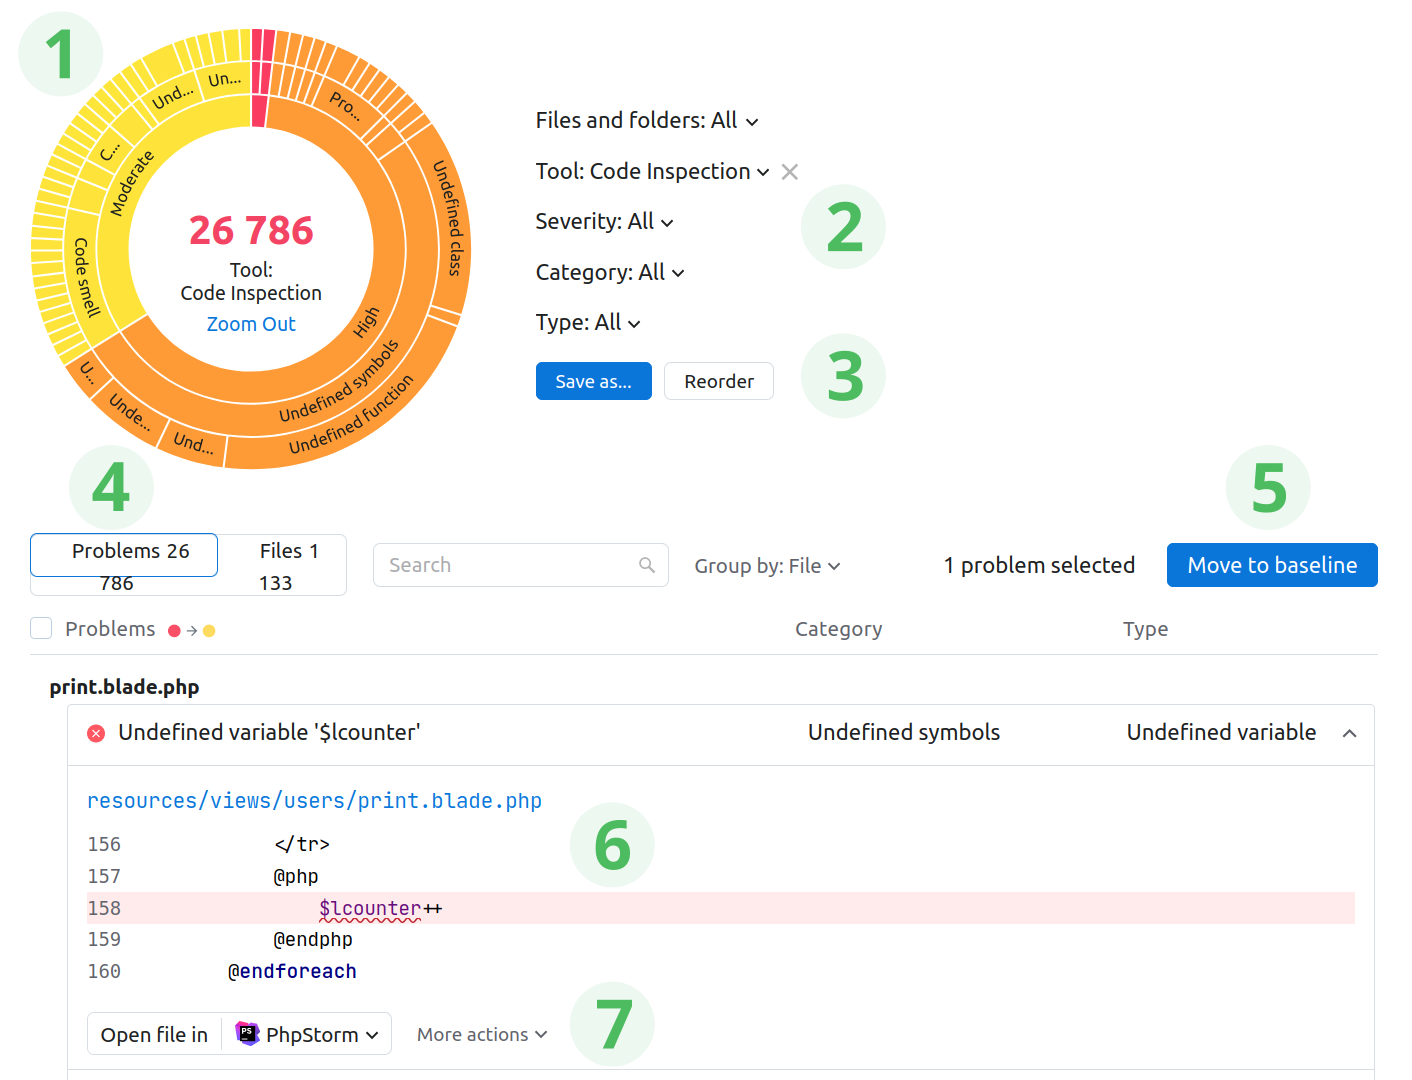 1
Un...
Und...
Pro...
C...
Moderate
Undefined class
Code smell
26 786
Tool:
Code Inspection
Zoom Out
High
Undefined symbols
Undefined function
U...
Unde...
Und...
Files and folders: All
Tool: Code Inspection
Severity: All
2
Category: All
Type: All
Save as...
Reorder
3
4
5
Problems 26
786
Files 1
133
Search
Group by: File
1 problem selected
Move to baseline
Problems
Category
Type
print.blade.php
Undefined variable '$lcounter'
Undefined symbols
Undefined variable
resources/views/users/print.blade.php
6
156 </tr>
157 @php
158 $lcounter++
159 @endphp
160 @endforeach
7
Open file in
PS
PhpStorm
More actions